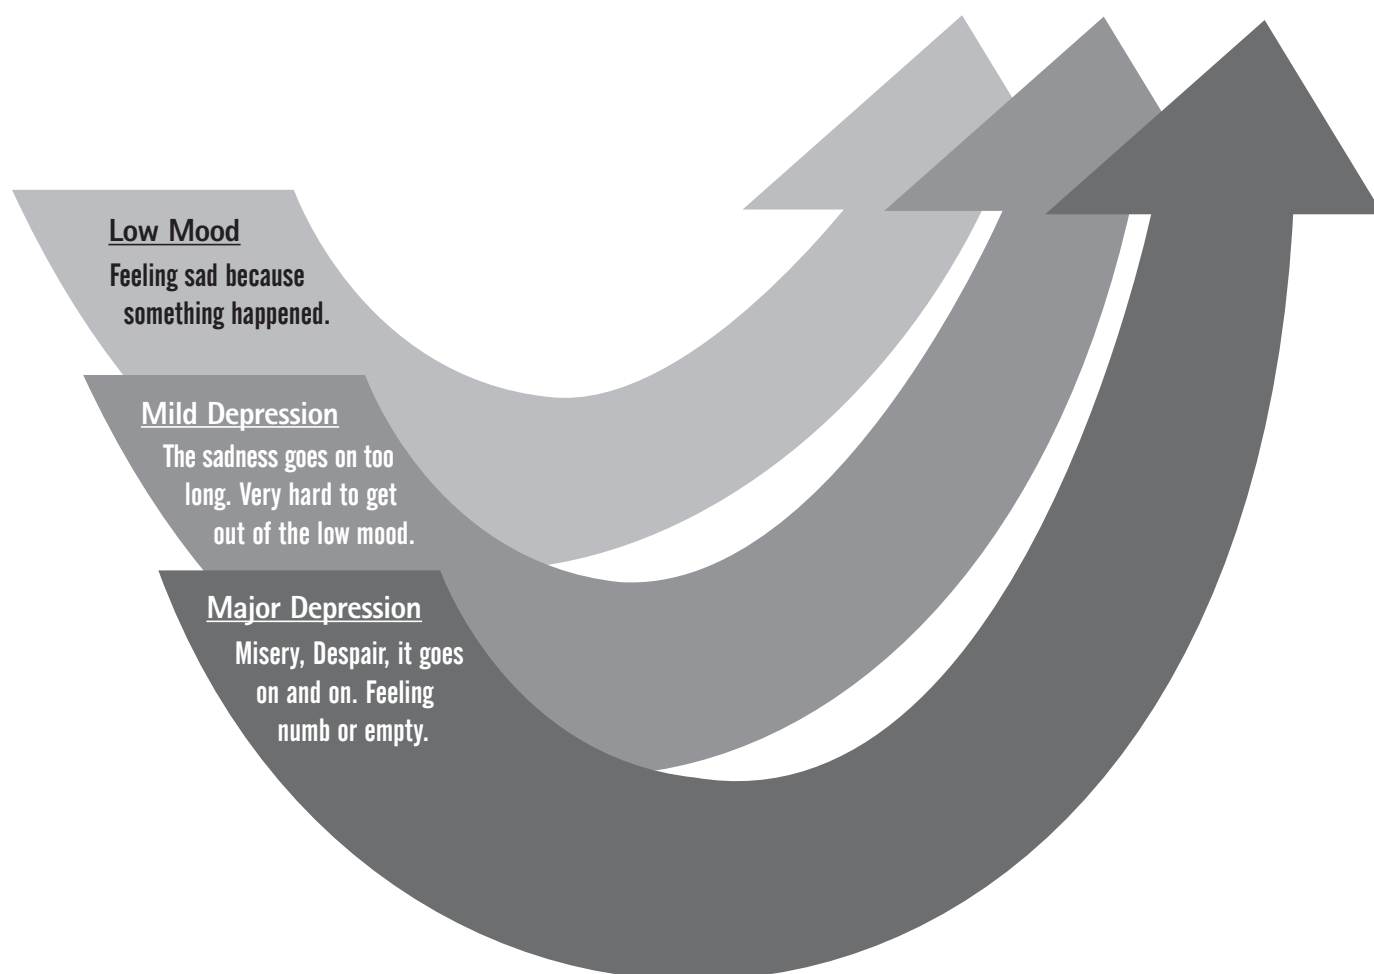 Low Mood
Feeling sad because
something happened.
Mild Depression
The sadness goes on too
long. Very hard to get
out of the low mood.
Major Depression
Misery, Despair, it goes
on and on. Feeling
numb or empty.